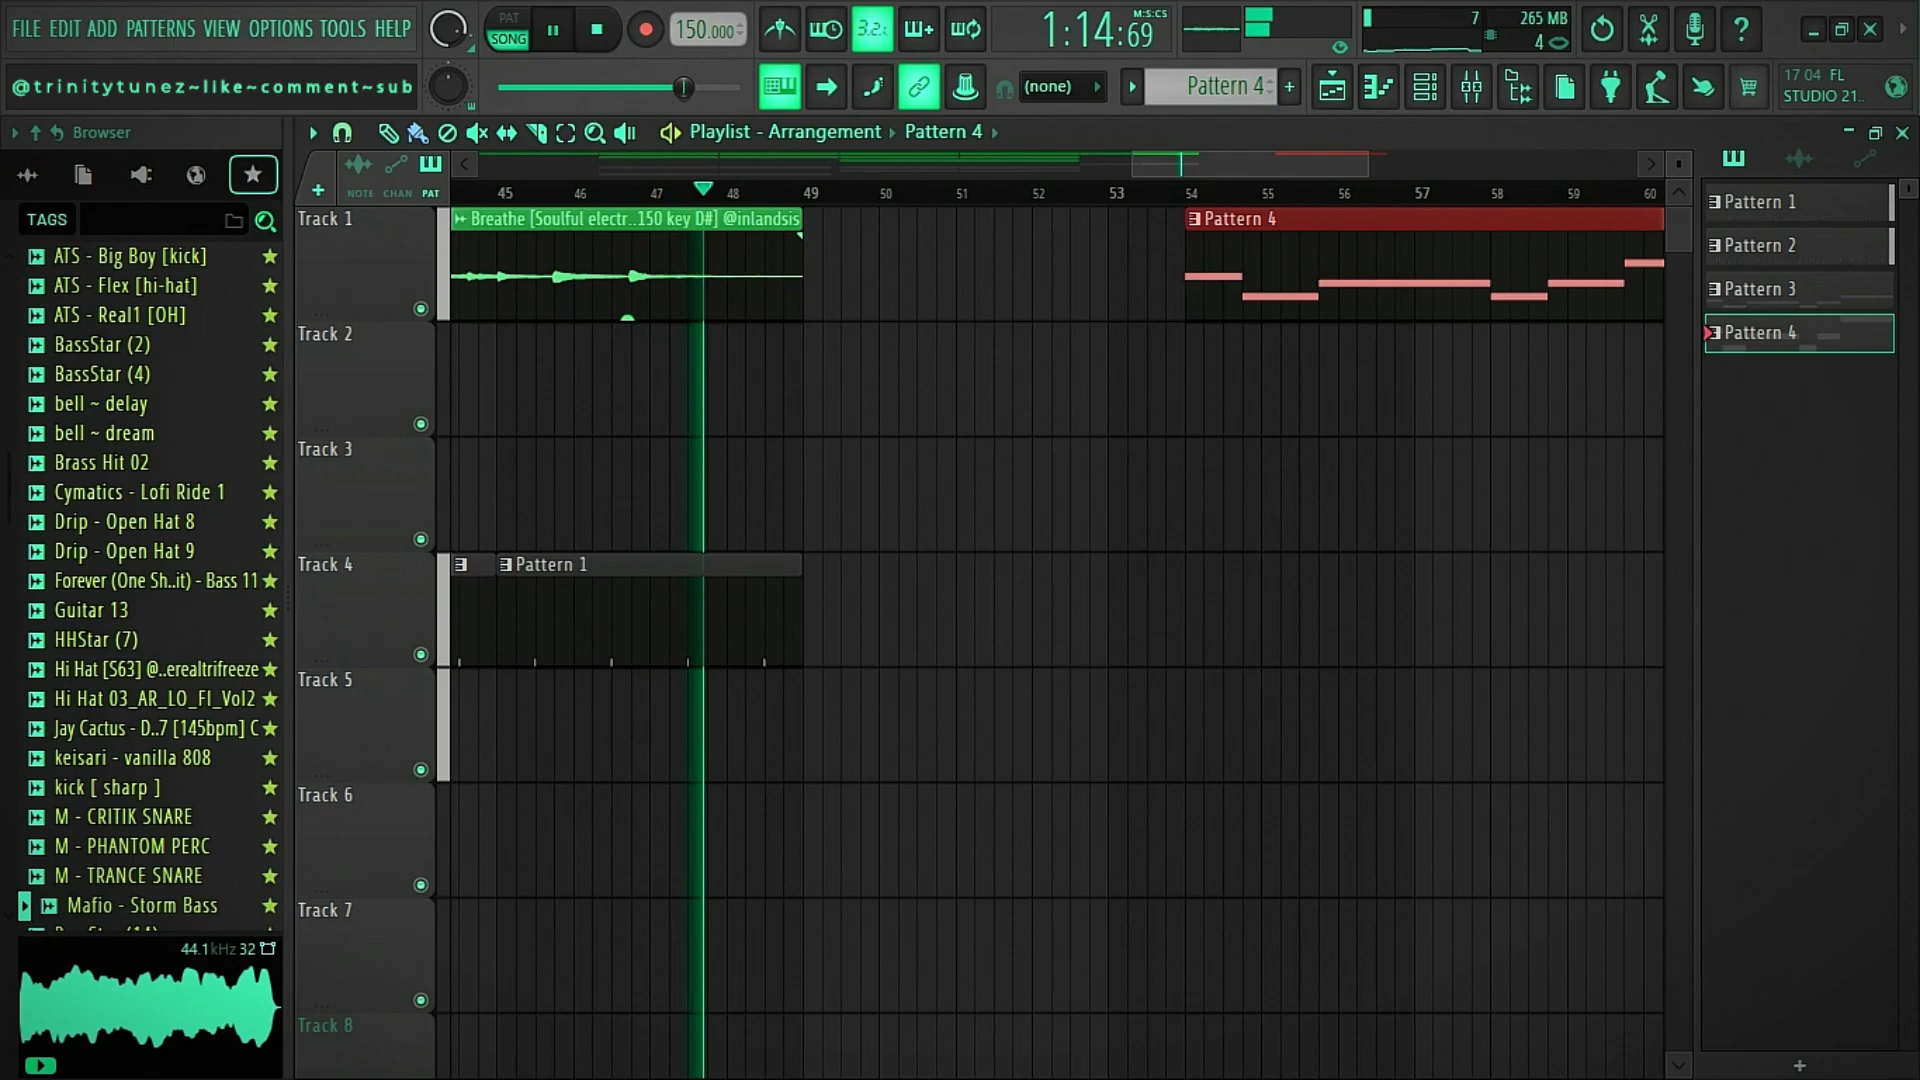 FILE EDIT ADD PATTERNS VIEW OPTIONS TOOLS HELP
PAT
SONG
150.000
3.2.
1:14:69
M:S:CS
7
265 MB
4
@trinitytunez~like~comment~sub
(none)
Pattern 4
17 04 FL
STUDIO 21..
Browser
Playlist - Arrangement
Pattern 4
NOTE CHAN PAT
45 46 47 48 49 50 51 52 53 54 55 56 57 58 59 60
TAGS
ATS - Big Boy [kick]
ATS - Flex [hi-hat]
ATS - Real1 [OH]
BassStar (2)
BassStar (4)
bell ~ delay
bell ~ dream
Brass Hit 02
Cymatics - Lofi Ride 1
Drip - Open Hat 8
Drip - Open Hat 9
Forever (One Sh..it) - Bass 11
Guitar 13
HHStar (7)
Hi Hat [S63] @..erealtrifreeze
Hi Hat 03_AR_LO_FI_Vol2
Jay Cactus - D..7 [145bpm] C
keisari - vanilla 808
kick [ sharp ]
M - CRITIK SNARE
M - PHANTOM PERC
M - TRANCE SNARE
Mafio - Storm Bass
44.1kHz 32
Track 1
Breathe [Soulful electr..150 key D#] @inlandsis
Pattern 4
Track 2
Track 3
Track 4
Pattern 1
Track 5
Track 6
Track 7
Track 8
Pattern 1
Pattern 2
Pattern 3
Pattern 4